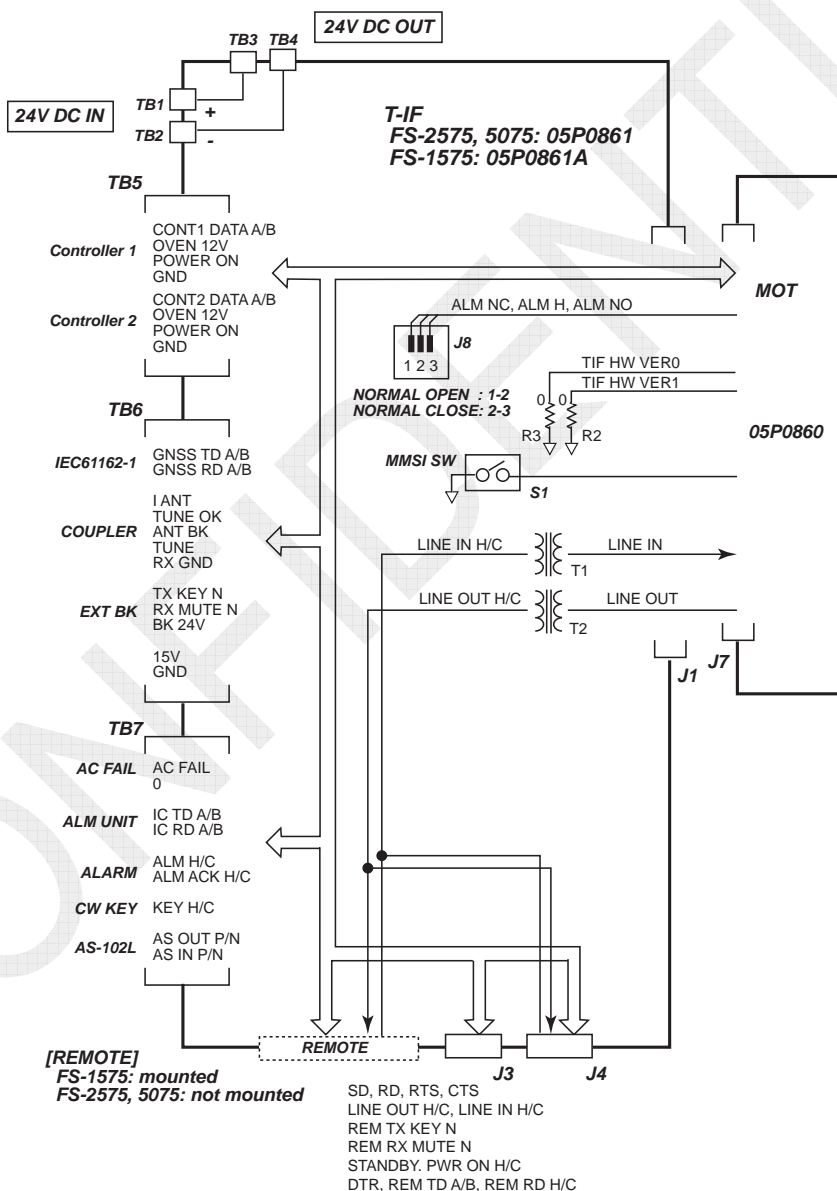 24V DC OUT
TB3 TB4
24V DC IN
TB1
+
TB2
-
T-IF
FS-2575, 5075: 05P0861
FS-1575: 05P0861A
TB5
Controller 1
CONT1 DATA A/B
OVEN 12V
POWER ON
GND
Controller 2
CONT2 DATA A/B
OVEN 12V
POWER ON
GND
MOT
ALM NC, ALM H, ALM NO
J8
1 2 3
NORMAL OPEN : 1-2
NORMAL CLOSE: 2-3
TIF HW VER0
TIF HW VER1
0 0
R3 R2
05P0860
TB6
IEC61162-1
GNSS TD A/B
GNSS RD A/B
MMSI SW
S1
COUPLER
I ANT
TUNE OK
ANT BK
TUNE
RX GND
LINE IN H/C
LINE IN
T1
EXT BK
TX KEY N
RX MUTE N
BK 24V
LINE OUT H/C
LINE OUT
T2
15V
GND
J1 J7
TB7
AC FAIL
AC FAIL
0
ALM UNIT
IC TD A/B
IC RD A/B
ALARM
ALM H/C
ALM ACK H/C
CW KEY
KEY H/C
AS-102L
AS OUT P/N
AS IN P/N
REMOTE
J3 J4
[REMOTE]
FS-1575: mounted
FS-2575, 5075: not mounted
SD, RD, RTS, CTS
LINE OUT H/C, LINE IN H/C
REM TX KEY N
REM RX MUTE N
STANDBY. PWR ON H/C
DTR, REM TD A/B, REM RD H/C
CONFIDENTI